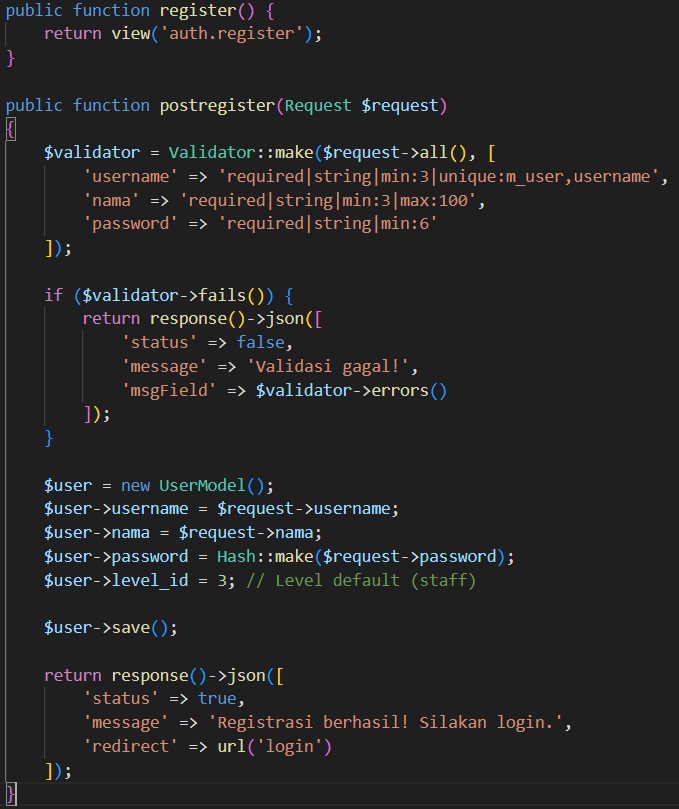 public function register() {
    return view('auth.register');
}

public function postregister(Request $request)
{
    $validator = Validator::make($request->all(), [
        'username' => 'required|string|min:3|unique:m_user,username',
        'nama' => 'required|string|min:3|max:100',
        'password' => 'required|string|min:6'
    ]);

    if ($validator->fails()) {
        return response()->json([
            'status' => false,
            'message' => 'Validasi gagal!',
            'msgField' => $validator->errors()
        ]);
    }

    $user = new UserModel();
    $user->username = $request->username;
    $user->nama = $request->nama;
    $user->password = Hash::make($request->password);
    $user->level_id = 3; // Level default (staff)

    $user->save();

    return response()->json([
        'status' => true,
        'message' => 'Registrasi berhasil! Silakan login.',
        'redirect' => url('login')
    ]);
}